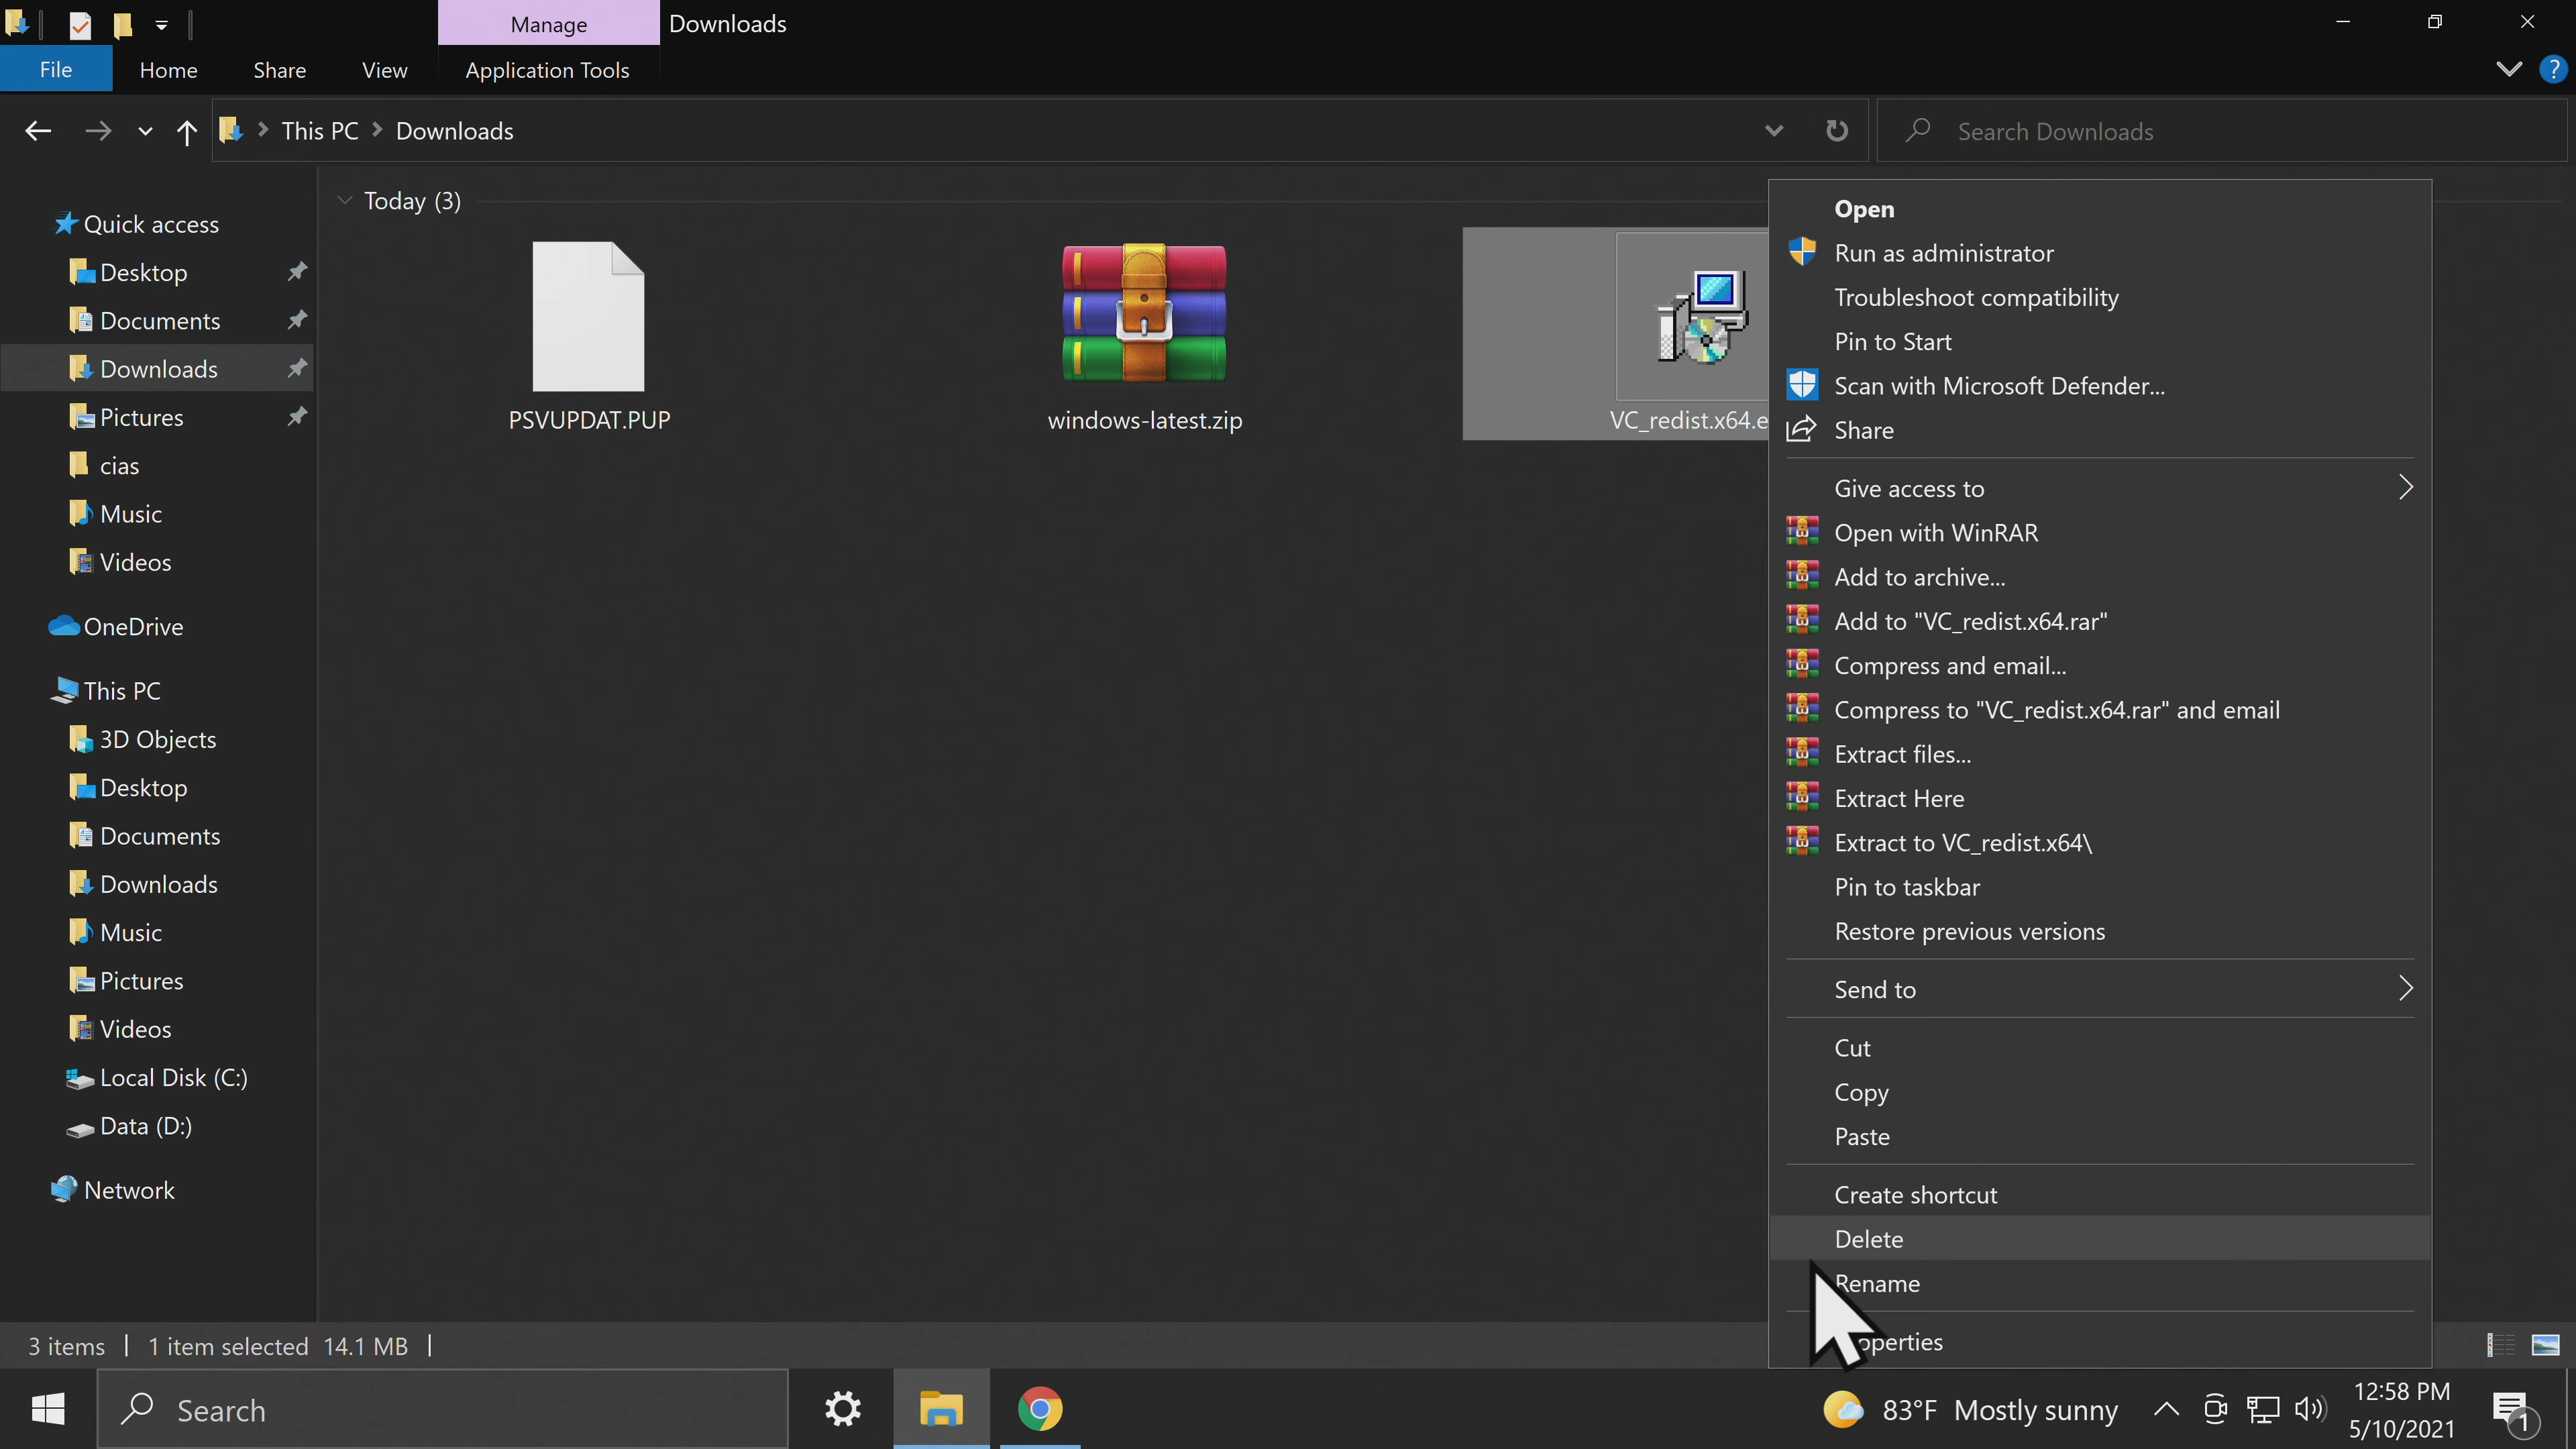 Manage
Downloads
File
Home
Share
View
Application Tools
?
This PC
Downloads
Search Downloads
Quick access
Desktop
Documents
Downloads
Pictures
cias
Music
Videos
OneDrive
This PC
3D Objects
Desktop
Documents
Downloads
Music
Pictures
Videos
Local Disk (C:)
Data (D:)
Network
Today (3)
PSVUPDAT.PUP
windows-latest.zip
VC_redist.x64.e
Open
Run as administrator
Troubleshoot compatibility
Pin to Start
Scan with Microsoft Defender...
Share
Give access to
Open with WinRAR
Add to archive...
Add to "VC_redist.x64.rar"
Compress and email...
Compress to "VC_redist.x64.rar" and email
Extract files...
Extract Here
Extract to VC_redist.x64\
Pin to taskbar
Restore previous versions
Send to
Cut
Copy
Paste
Create shortcut
Delete
Rename
operties
3 items
1 item selected 14.1 MB
Search
83°F Mostly sunny
12:58 PM
5/10/2021
1